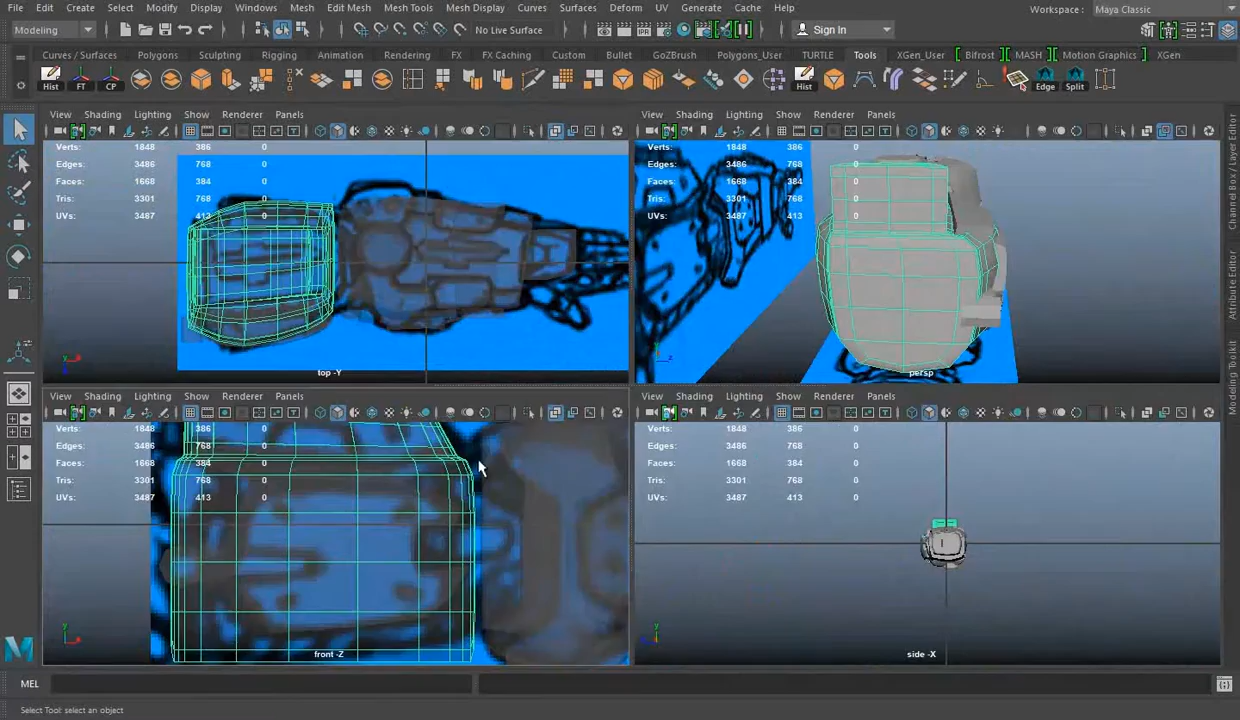 File Edit Create Select Modify Display Windows Mesh Edit Mesh Mesh Tools Mesh Display Curves Surfaces Deform UV Generate Cache Help Workspace : Maya Classic
Modeling No Live Surface Sign In
Curves / Surfaces Polygons Sculpting Rigging Animation Rendering FX FX Caching Custom Bullet GoZBrush Polygons_User TURTLE Tools XGen_User Bifrost MASH Motion Graphics XGen
Hist FT CP Hist Edge Split
View Shading Lighting Show Renderer Panels
Verts: 1848 386 0
Edges: 3486 768 0
Faces: 1668 384 0
Tris: 3301 768 0
UVs: 3487 413 0
top -Y
View Shading Lighting Show Renderer Panels
Verts: 1848 386 0
Edges: 3486 768 0
Faces: 1668 384 0
Tris: 3301 768 0
UVs: 3487 413 0
persp
View Shading Lighting Show Renderer Panels
Verts: 1848 386 0
Edges: 3486 768 0
Faces: 1668 384 0
Tris: 3301 768 0
UVs: 3487 413 0
front -Z
View Shading Lighting Show Renderer Panels
Verts: 1848 386 0
Edges: 3486 768 0
Faces: 1668 384 0
Tris: 3301 768 0
UVs: 3487 413 0
side -X
Channel Box / Layer Editor
Attribute Editor
Modeling Toolkit
MEL
Select Tool: select an object